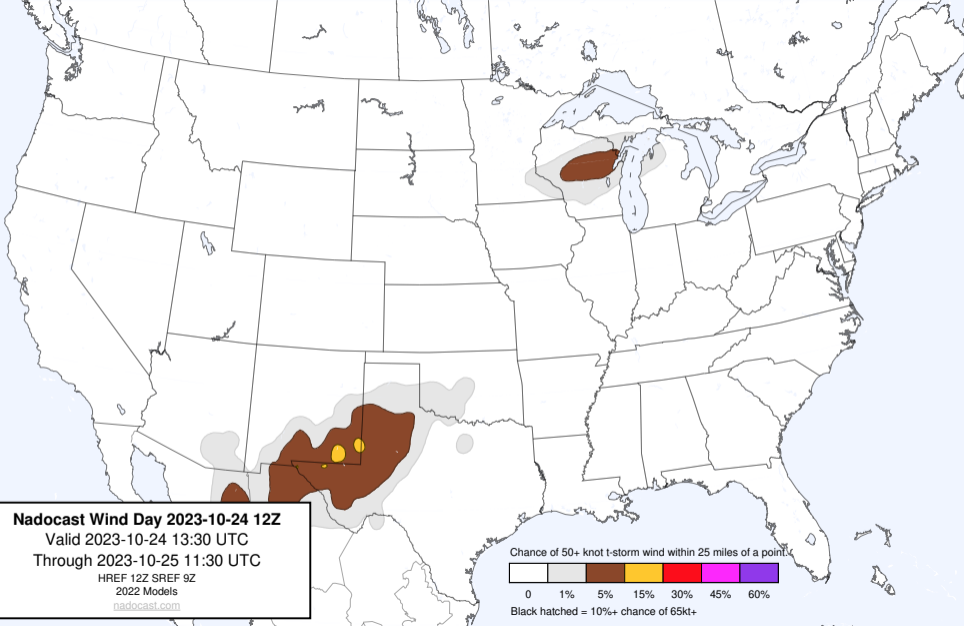 Nadocast Wind Day 2023-10-24 12Z
Valid 2023-10-24 13:30 UTC
Through 2023-10-25 11:30 UTC
HREF 12Z SREF 9Z
2022 Models
nadocast.com
Chance of 50+ knot t-storm wind within 25 miles of a point.
0 1% 5% 15% 30% 45% 60%
Black hatched = 10%+ chance of 65kt+